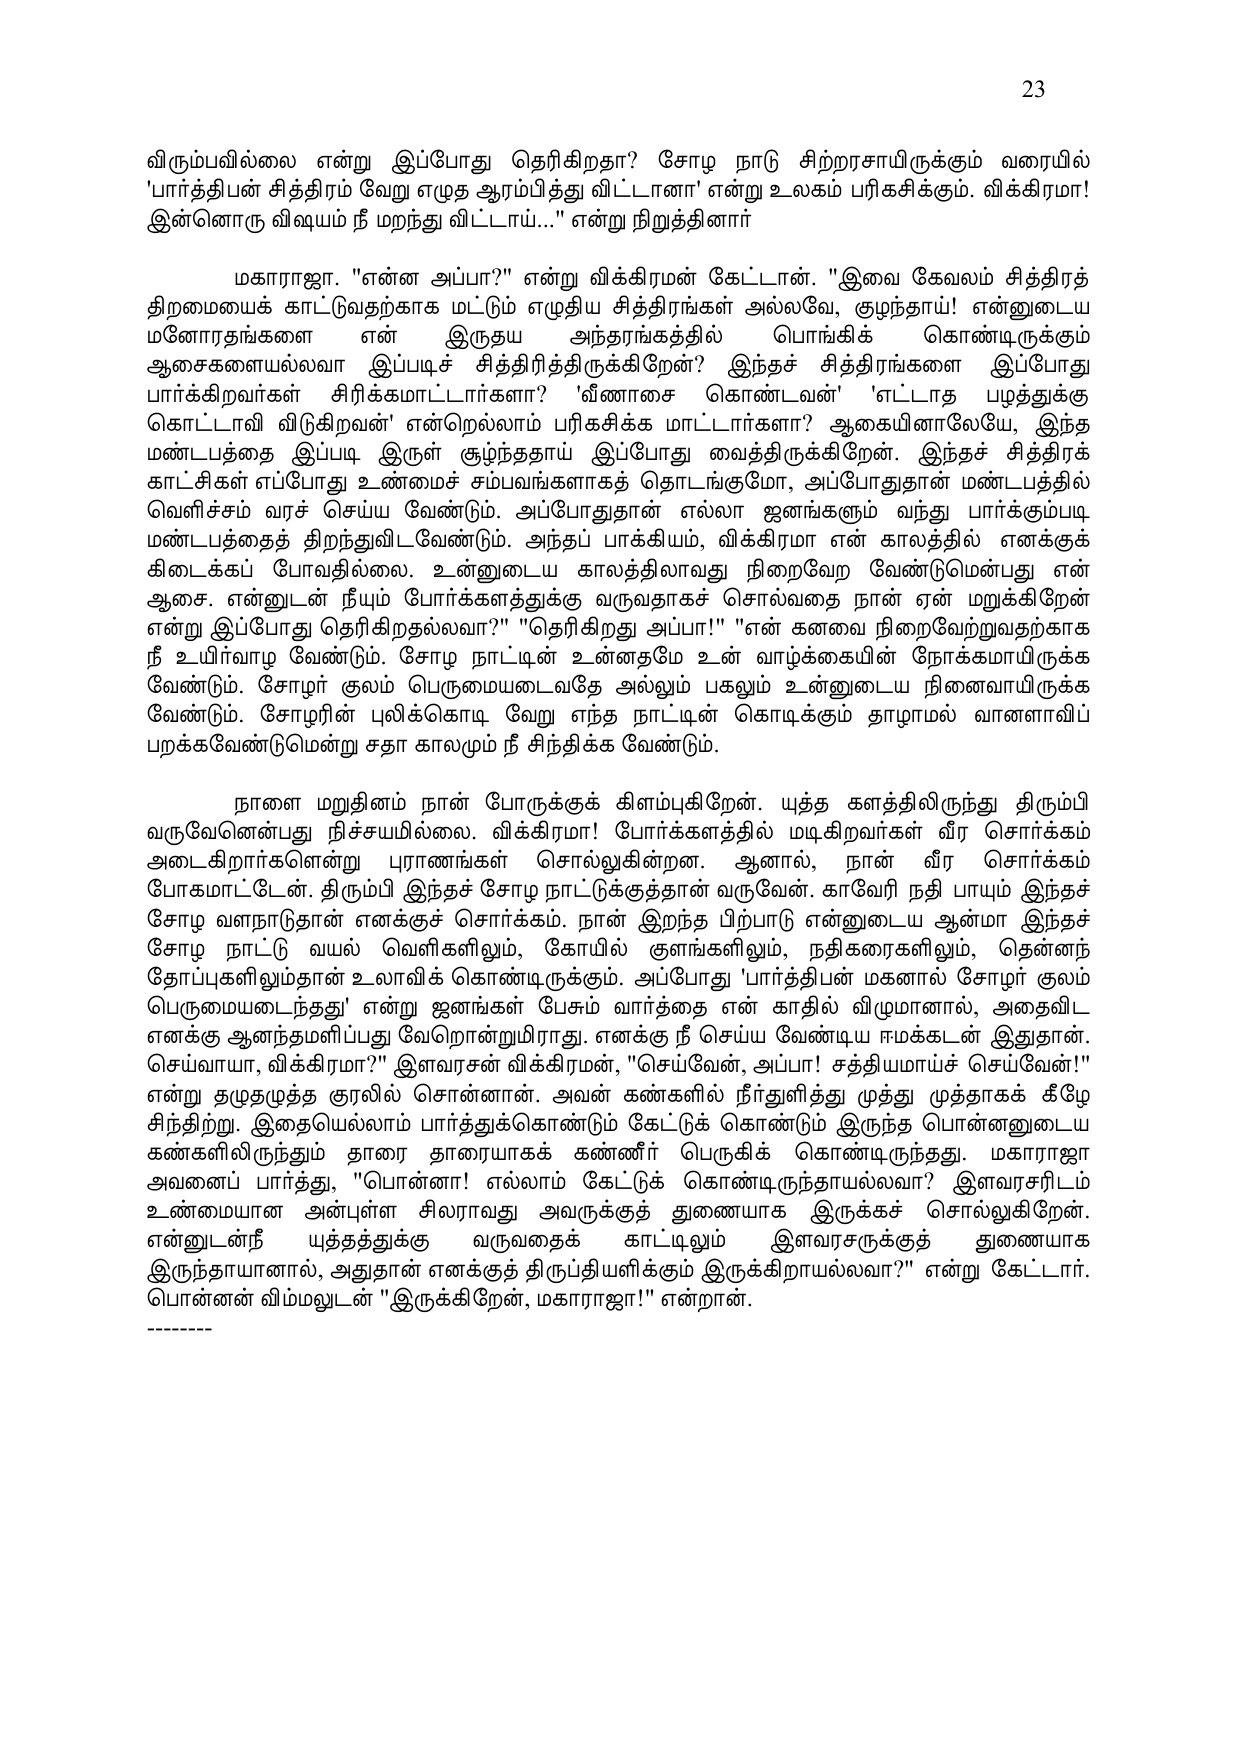 23
விரும்பவில்லை என்று இப்போது தெரிகிறதா? சோழ நாடு சிற்றரசாயிருக்கும் வரையில்
'பார்த்திபன் சித்திரம் வேறு எழுத ஆரம்பித்து விட்டானா' என்று உலகம் பரிகசிக்கும். விக்கிரமா!
இன்னொரு விஷயம் நீ மறந்து விட்டாய்..." என்று நிறுத்தினார்
மகாராஜா. "என்ன அப்பா?" என்று விக்கிரமன் கேட்டான். "இவை கேவலம் சித்திரத்
திறமையைக் காட்டுவதற்காக மட்டும் எழுதிய சித்திரங்கள் அல்லவே, குழந்தாய்! என்னுடைய
மனோரதங்களை என் இருதய அந்தரங்கத்தில் பொங்கிக் கொண்டிருக்கும்
ஆசைகளையல்லவா இப்படிச் சித்திரித்திருக்கிறேன்? இந்தச் சித்திரங்களை இப்போது
பார்க்கிறவர்கள் சிரிக்கமாட்டார்களா? 'வீணாசை கொண்டவன்' 'எட்டாத பழத்துக்கு
கொட்டாவி விடுகிறவன்' என்றெல்லாம் பரிகசிக்க மாட்டார்களா? ஆகையினாலேயே, இந்த
மண்டபத்தை இப்படி இருள் சூழ்ந்ததாய் இப்போது வைத்திருக்கிறேன். இந்தச் சித்திரக்
காட்சிகள் எப்போது உண்மைச் சம்பவங்களாகத் தொடங்குமோ, அப்போதுதான் மண்டபத்தில்
வெளிச்சம் வரச் செய்ய வேண்டும். அப்போதுதான் எல்லா ஜனங்களும் வந்து பார்க்கும்படி
மண்டபத்தைத் திறந்துவிடவேண்டும். அந்தப் பாக்கியம், விக்கிரமா என் காலத்தில் எனக்குக்
கிடைக்கப் போவதில்லை. உன்னுடைய காலத்திலாவது நிறைவேற வேண்டுமென்பது என்
ஆசை. என்னுடன் நீயும் போர்க்களத்துக்கு வருவதாகச் சொல்வதை நான் ஏன் மறுக்கிறேன்
என்று இப்போது தெரிகிறதல்லவா?" "தெரிகிறது அப்பா!" "என் கனவை நிறைவேற்றுவதற்காக
நீ உயிர்வாழ வேண்டும். சோழ நாட்டின் உன்னதமே உன் வாழ்க்கையின் நோக்கமாயிருக்க
வேண்டும். சோழர் குலம் பெருமையடைவதே அல்லும் பகலும் உன்னுடைய நினைவாயிருக்க
வேண்டும். சோழரின் புலிக்கொடி வேறு எந்த நாட்டின் கொடிக்கும் தாழாமல் வானளாவிப்
பறக்கவேண்டுமென்று சதா காலமும் நீ சிந்திக்க வேண்டும்.
நாளை மறுதினம் நான் போருக்குக் கிளம்புகிறேன். யுத்த களத்திலிருந்து திரும்பி
வருவேனென்பது நிச்சயமில்லை. விக்கிரமா! போர்க்களத்தில் மடிகிறவர்கள் வீர சொர்க்கம்
அடைகிறார்களென்று புராணங்கள் சொல்லுகின்றன. ஆனால், நான் வீர சொர்க்கம்
போகமாட்டேன். திரும்பி இந்தச் சோழ நாட்டுக்குத்தான் வருவேன். காவேரி நதி பாயும் இந்தச்
சோழ வளநாடுதான் எனக்குச் சொர்க்கம். நான் இறந்த பிற்பாடு என்னுடைய ஆன்மா இந்தச்
சோழ நாட்டு வயல் வெளிகளிலும், கோயில் குளங்களிலும், நதிகரைகளிலும், தென்னந்
தோப்புகளிலும்தான் உலாவிக் கொண்டிருக்கும். அப்போது 'பார்த்திபன் மகனால் சோழர் குலம்
பெருமையடைந்தது' என்று ஜனங்கள் பேசும் வார்த்தை என் காதில் விழுமானால், அதைவிட
எனக்கு ஆனந்தமளிப்பது வேறொன்றுமிராது. எனக்கு நீ செய்ய வேண்டிய ஈமக்கடன் இதுதான்.
செய்வாயா, விக்கிரமா?" இளவரசன் விக்கிரமன், "செய்வேன், அப்பா! சத்தியமாய்ச் செய்வேன்!"
என்று தழுதழுத்த குரலில் சொன்னான். அவன் கண்களில் நீர்துளித்து முத்து முத்தாகக் கீழே
சிந்திற்று. இதையெல்லாம் பார்த்துக்கொண்டும் கேட்டுக் கொண்டும் இருந்த பொன்னனுடைய
கண்களிலிருந்தும் தாரை தாரையாகக் கண்ணீர் பெருகிக் கொண்டிருந்தது. மகாராஜா
அவனைப் பார்த்து, "பொன்னா! எல்லாம் கேட்டுக் கொண்டிருந்தாயல்லவா? இளவரசரிடம்
உண்மையான அன்புள்ள சிலராவது அவருக்குத் துணையாக இருக்கச் சொல்லுகிறேன்.
என்னுடன்நீ யுத்தத்துக்கு வருவதைக் காட்டிலும் இளவரசருக்குத் துணையாக
இருந்தாயானால், அதுதான் எனக்குத் திருப்தியளிக்கும் இருக்கிறாயல்லவா?" என்று கேட்டார்.
பொன்னன் விம்மலுடன் "இருக்கிறேன், மகாராஜா!" என்றான்.
--------